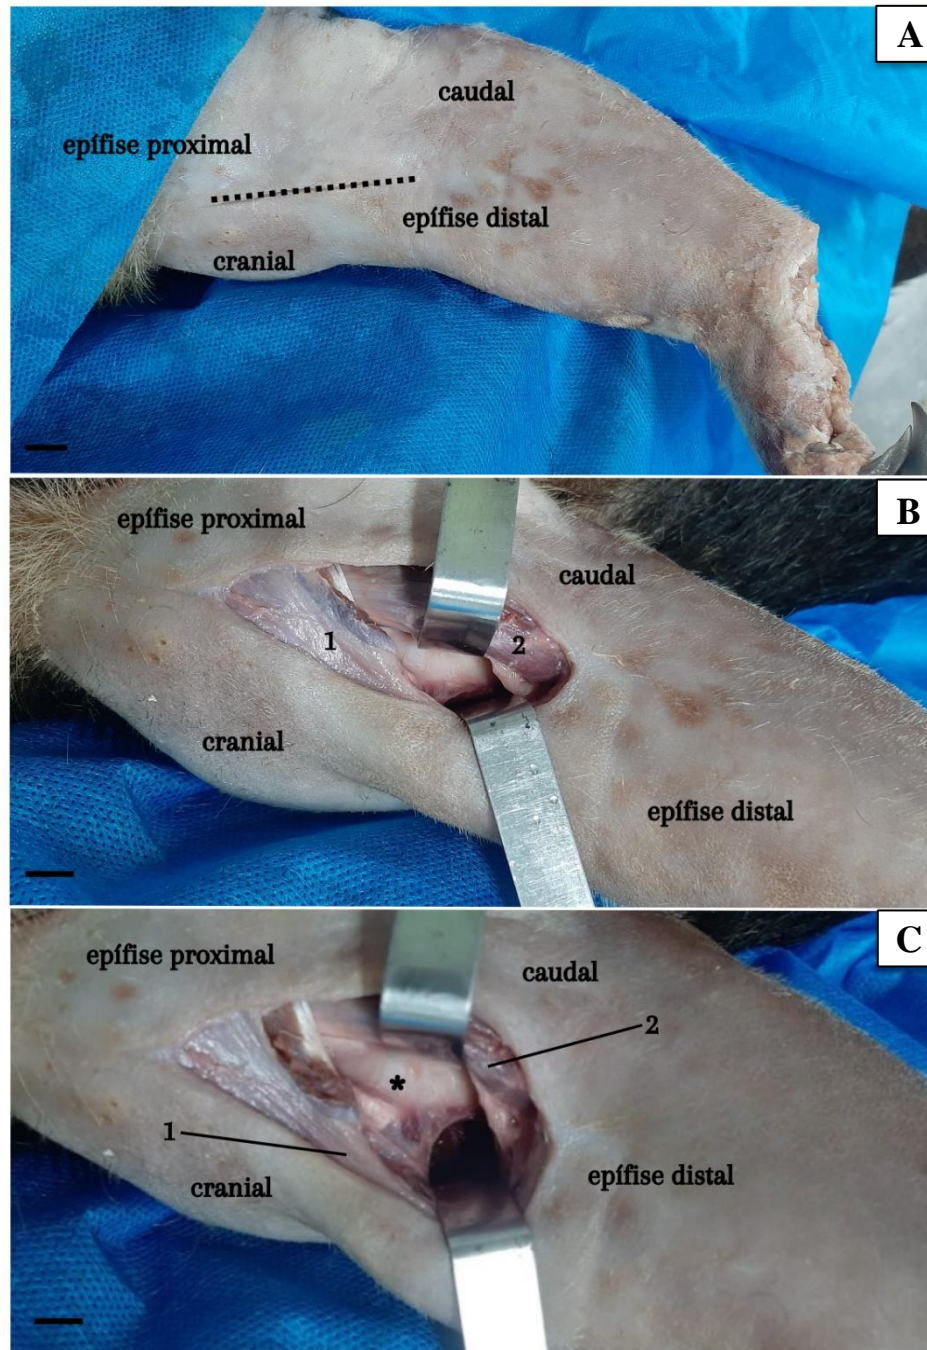 A
caudal
epífise proximal
epífise distal
cranial
B
epífise proximal
caudal
1
2
cranial
epífise distal
C
epífise proximal
caudal
2
*
1
epífise distal
cranial